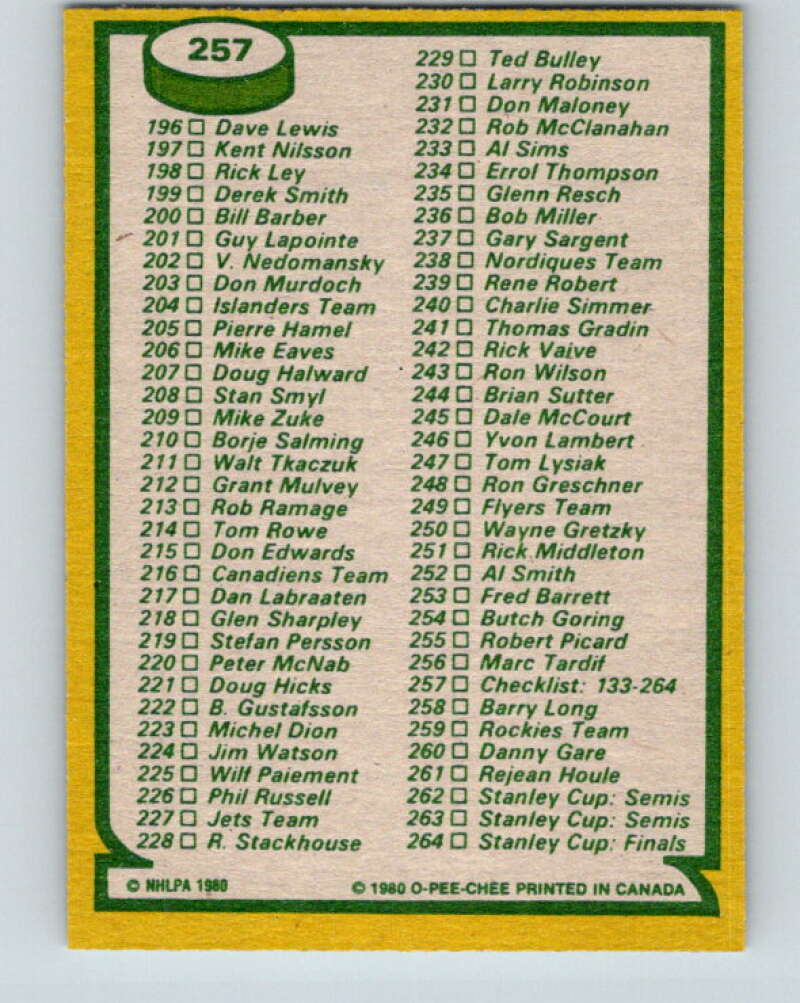 257
196 □ Dave Lewis
197 □ Kent Nilsson
198 □ Rick Ley
199 □ Derek Smith
200 □ Bill Barber
201 □ Guy Lapointe
202 □ V. Nedomansky
203 □ Don Murdoch
204 □ Islanders Team
205 □ Pierre Hamel
206 □ Mike Eaves
207 □ Doug Halward
208 □ Stan Smyl
209 □ Mike Zuke
210 □ Borje Salming
211 □ Walt Tkaczuk
212 □ Grant Mulvey
213 □ Rob Ramage
214 □ Tom Rowe
215 □ Don Edwards
216 □ Canadiens Team
217 □ Dan Labraaten
218 □ Glen Sharpley
219 □ Stefan Persson
220 □ Peter McNab
221 □ Doug Hicks
222 □ B. Gustafsson
223 □ Michel Dion
224 □ Jim Watson
225 □ Wilf Paiement
226 □ Phil Russell
227 □ Jets Team
228 □ R. Stackhouse
229 □ Ted Bulley
230 □ Larry Robinson
231 □ Don Maloney
232 □ Rob McClanahan
233 □ Al Sims
234 □ Errol Thompson
235 □ Glenn Resch
236 □ Bob Miller
237 □ Gary Sargent
238 □ Nordiques Team
239 □ Rene Robert
240 □ Charlie Simmer
241 □ Thomas Gradin
242 □ Rick Vaive
243 □ Ron Wilson
244 □ Brian Sutter
245 □ Dale McCourt
246 □ Yvon Lambert
247 □ Tom Lysiak
248 □ Ron Greschner
249 □ Flyers Team
250 □ Wayne Gretzky
251 □ Rick Middleton
252 □ Al Smith
253 □ Fred Barrett
254 □ Butch Goring
255 □ Robert Picard
256 □ Marc Tardif
257 □ Checklist: 133-264
258 □ Barry Long
259 □ Rockies Team
260 □ Danny Gare
261 □ Rejean Houle
262 □ Stanley Cup: Semis
263 □ Stanley Cup: Semis
264 □ Stanley Cup: Finals
© NHLPA 1980
© 1980 O-PEE-CHEE PRINTED IN CANADA